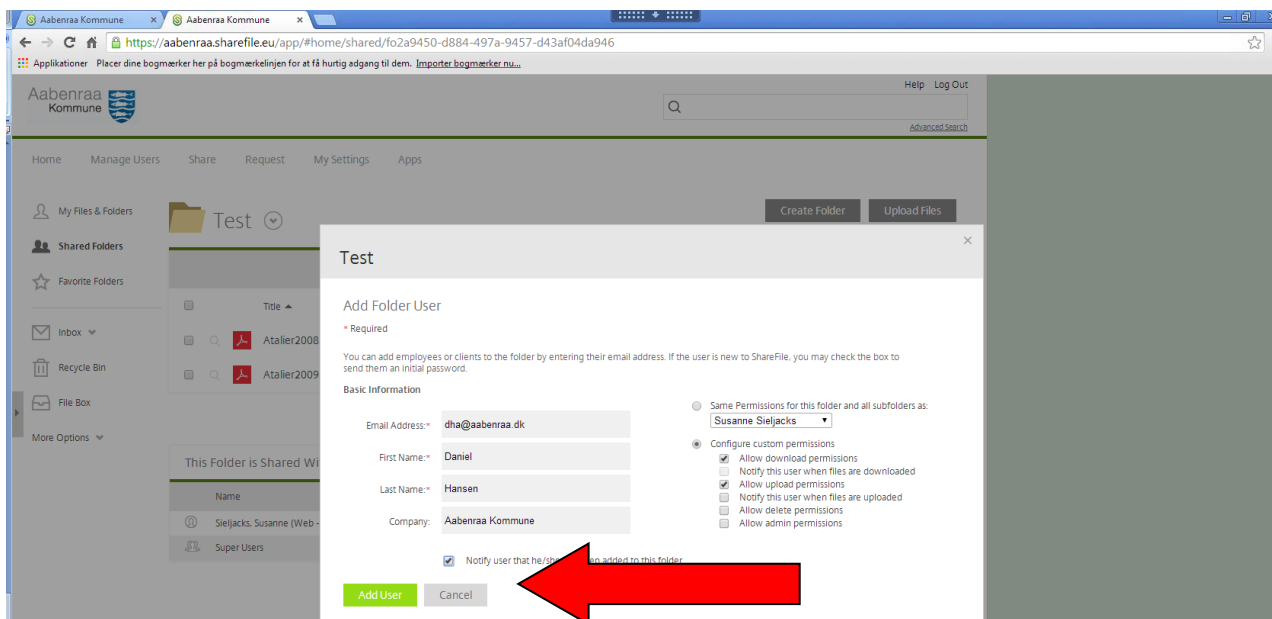 Aabenraa Kommune × Aabenraa Kommune ×
https://aabenraa.sharefile.eu/app/#home/shared/fo2a9450-d884-497a-9457-d43af04da946
Applikationer Placer dine bogmærker her på bogmærkelinjen for at få hurtig adgang til dem. Importer bogmærker nu...
Help Log Out
Aabenraa
Kommune
Advanced Search
Home Manage Users Share Request My Settings Apps
My Files & Folders
Shared Folders
Favorite Folders
Inbox
Recycle Bin
File Box
More Options
Test
Create Folder Upload Files
Title
Atalier2008
Atalier2009
This Folder is Shared Wi
Name
Sieljacks. Susanne (Web -
Super Users
Test
×
Add Folder User
* Required
You can add employees or clients to the folder by entering their email address. If the user is new to ShareFile, you may check the box to
send them an initial password.
Basic Information
Email Address:* dha@aabenraa.dk
First Name:* Daniel
Last Name:* Hansen
Company: Aabenraa Kommune
Same Permissions for this folder and all subfolders as:
Susanne Sieljacks
Configure custom permissions
Allow download permissions
Notify this user when files are downloaded
Allow upload permissions
Notify this user when files are uploaded
Allow delete permissions
Allow admin permissions
Notify user that he/sh en added to this folder
Add User Cancel